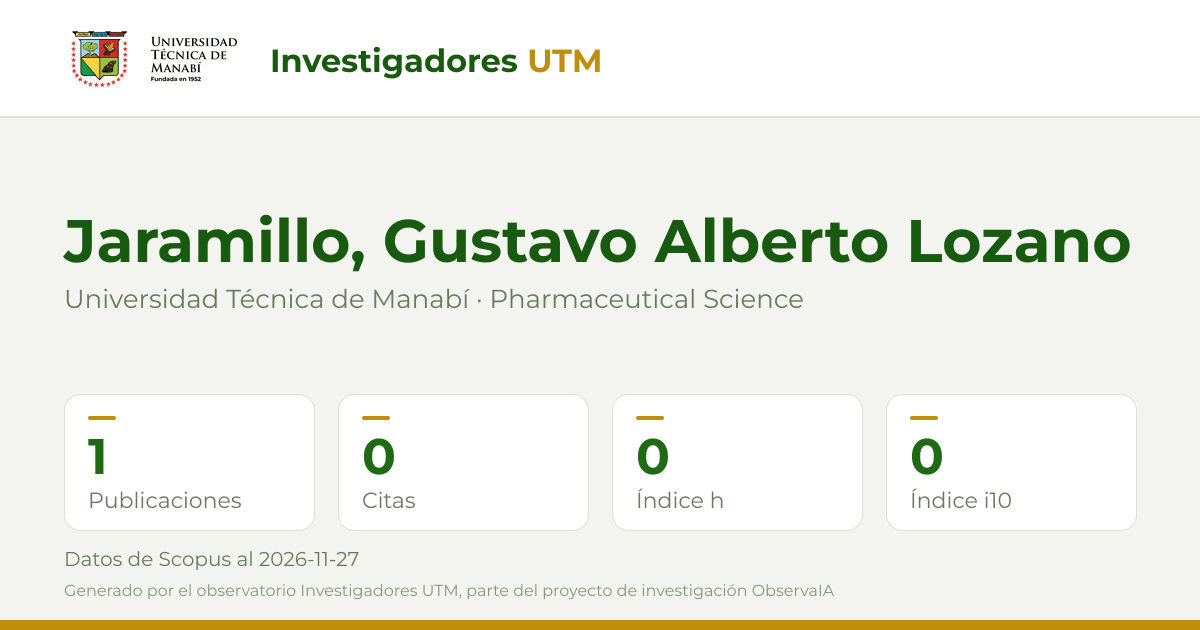 UNIVERSIDAD
TÉCNICA DE
MANABÍ
Fundada en 1952
Investigadores UTM
Jaramillo, Gustavo Alberto Lozano
Universidad Técnica de Manabí · Pharmaceutical Science
1
Publicaciones
0
Citas
0
Índice h
0
Índice i10
Datos de Scopus al 2026-11-27
Generado por el observatorio Investigadores UTM, parte del proyecto de investigación ObservaIA